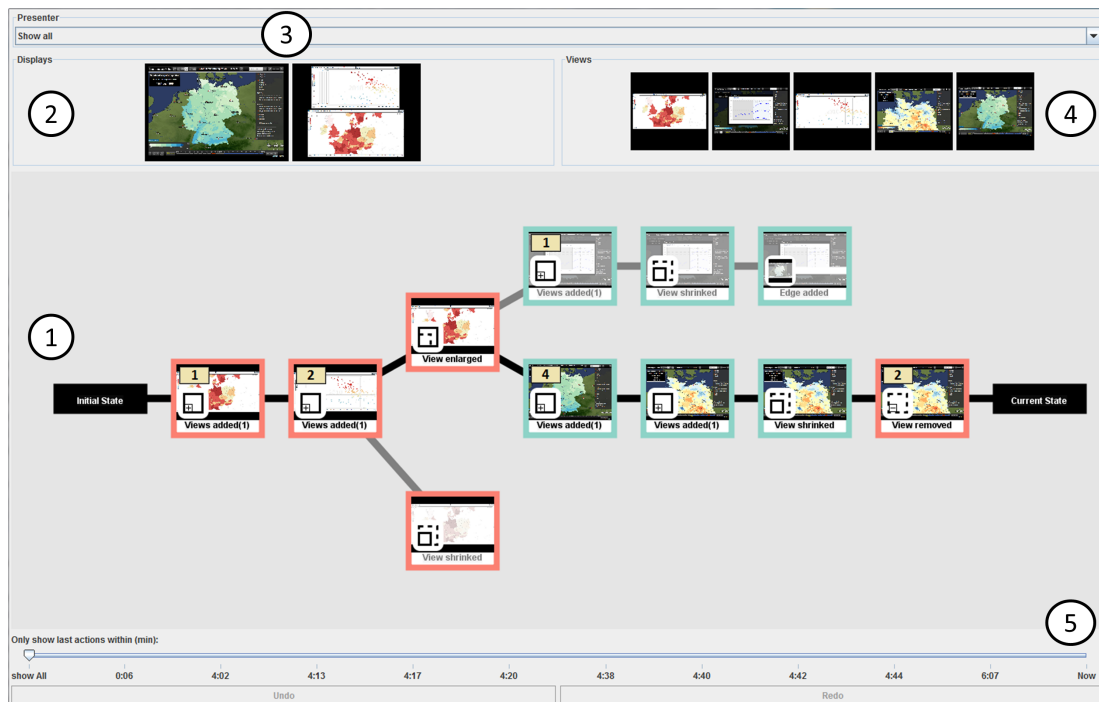 Presenter
Show all
3
Displays
Views
2
4
1
Views added(1)
View shrinked
Edge added
1
View enlarged
Initial State
1
Views added(1)
2
Views added(1)
4
Views added(1)
Views added(1)
View shrinked
2
View removed
Current State
View shrinked
5
Only show last actions within (min):
show All
0:06
4:02
4:13
4:17
4:20
4:38
4:40
4:42
4:44
6:07
Now
Undo
Redo